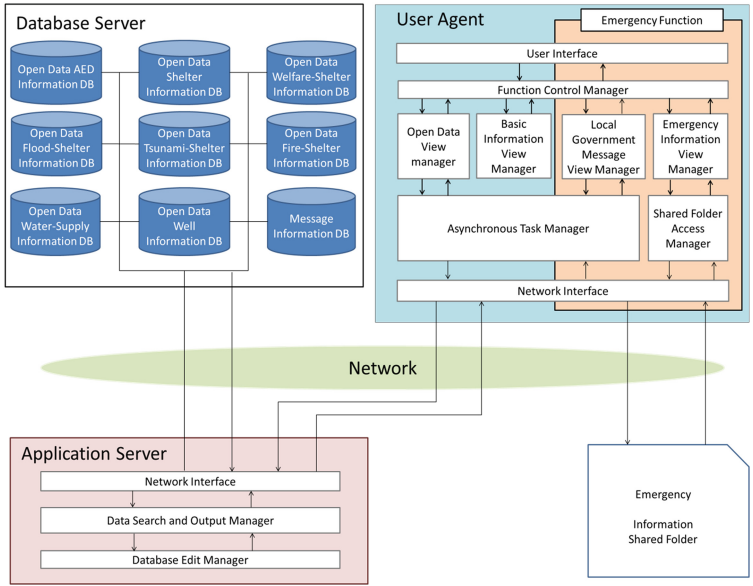 Database Server
Open Data AED
Information DB
Open Data
Shelter
Information DB
Open Data
Welfare-Shelter
Information DB
Open Data
Flood-Shelter
Information DB
Open Data
Tsunami-Shelter
Information DB
Open Data
Fire-Shelter
Information DB
Open Data
Water-Supply
Information DB
Open Data
Well
Information DB
Message
Information DB
User Agent
Emergency Function
User Interface
Function Control Manager
Open Data
View
manager
Basic
Information
View
Manager
Local
Government
Message
View Manager
Emergency
Information
View
Manager
Asynchronous Task Manager
Shared Folder
Access
Manager
Network Interface
Network
Application Server
Network Interface
Data Search and Output Manager
Database Edit Manager
Emergency
Information
Shared Folder